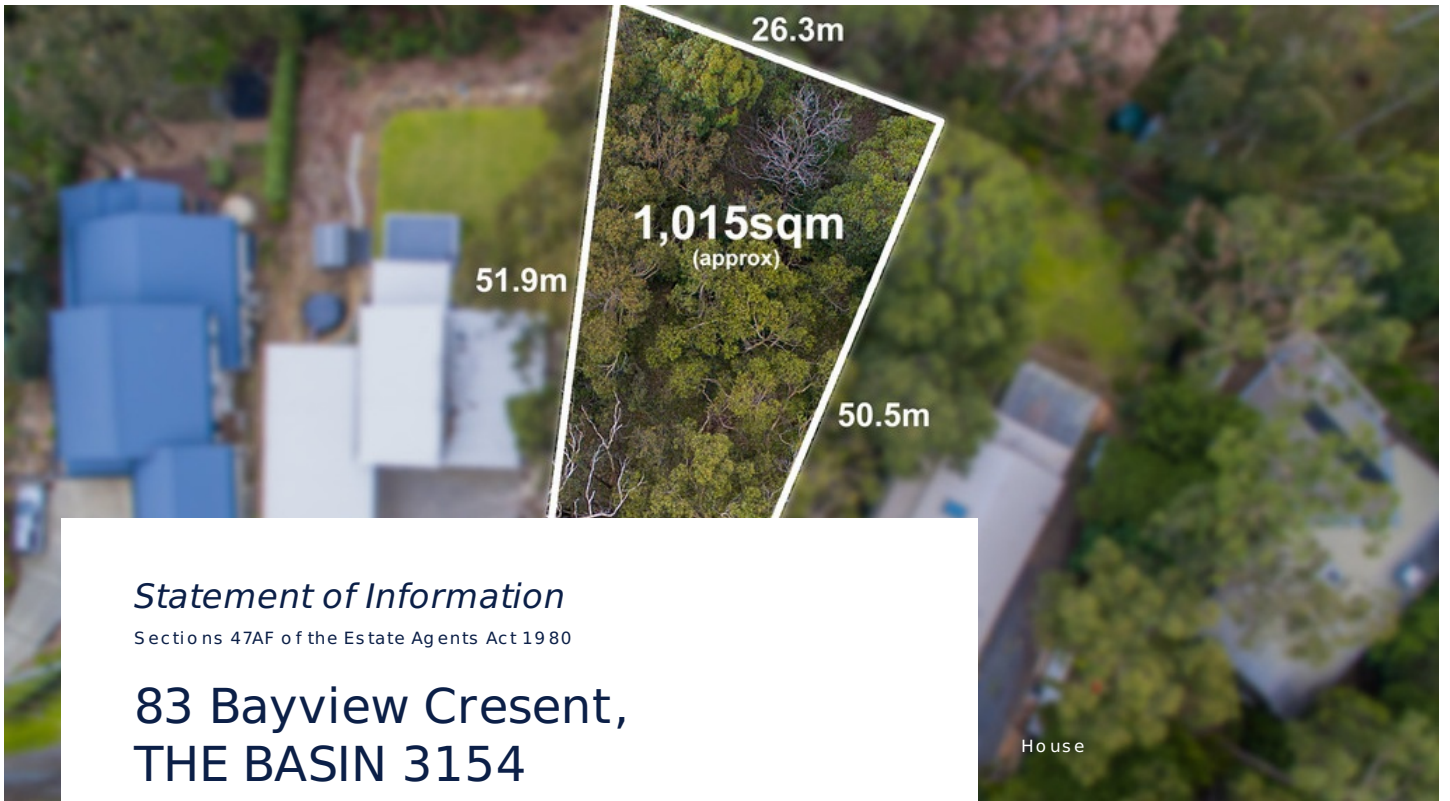 26.3m
1,015sqm
(approx)
51.9m
50.5m
Statement of Information
Sections 47AF of the Estate Agents Act 1980
83 Bayview Cresent,
THE BASIN 3154
House